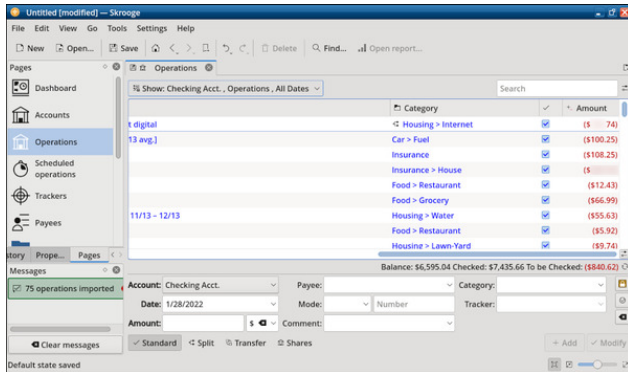 Untitled [modified] — Skrooge
File Edit View Go Tools Settings Help
New Open... Save Delete Find... Open report...
Pages Operations
Dashboard
Accounts
Operations
Scheduled
operations
Trackers
Payees
Show: Checking Acct. , Operations , All Dates
Search
Category Amount
t digital Housing > Internet ($ 74)
13 avg.] Car > Fuel ($100.25)
Insurance ($108.25)
Insurance > House ($
Food > Restaurant ($12.43)
Food > Grocery ($66.99)
11/13 – 12/13 Housing > Water ($55.63)
Food > Restaurant ($5.92)
Housing > Lawn-Yard ($9.74)
story Prope... Pages
Balance: $6,595.04 Checked: $7,435.66 To be Checked: ($840.62)
Messages
75 operations imported
Clear messages
Account: Checking Acct. Payee: Category:
Date: 1/28/2022 Mode: Number Tracker:
Amount: $ Comment:
Standard Split Transfer Shares
+ Add Modify
Default state saved